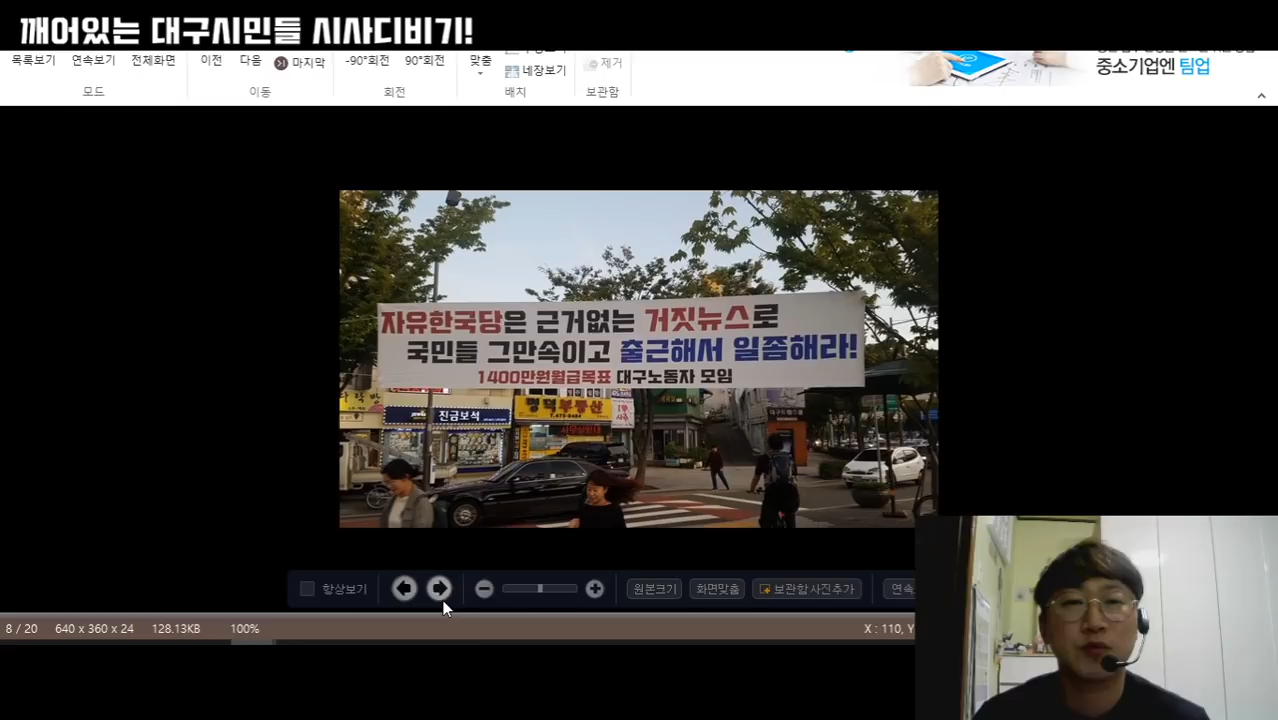 깨어있는 대구시민들 시사디비기!
목록보기 연속보기 전체화면 이전 다음 마지막 -90°회전 90°회전 맞춤 네장보기 제거
모드 이동 회전 배치 보관함
중소기업엔 팀업
자유한국당은 근거없는 거짓뉴스로
국민들 그만속이고 출근해서 일좀해라!
1400만원월급목표 대구노동자 모임
진금보석
명덕부동산
항상보기 원본크기 화면맞춤 보관함 사진추가 연속
8 / 20 640 x 360 x 24 128.13KB 100% X : 110, Y